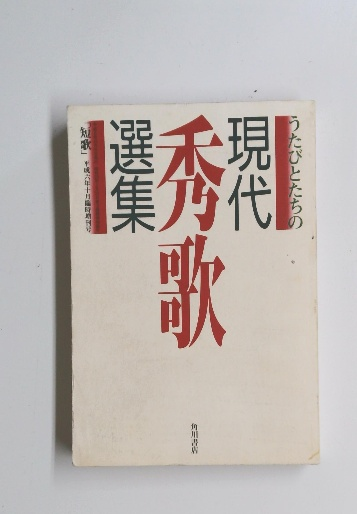 うたびとたちの
現代
秀歌
選集
「短歌」
平成六年十月臨時増刊号
角川書店